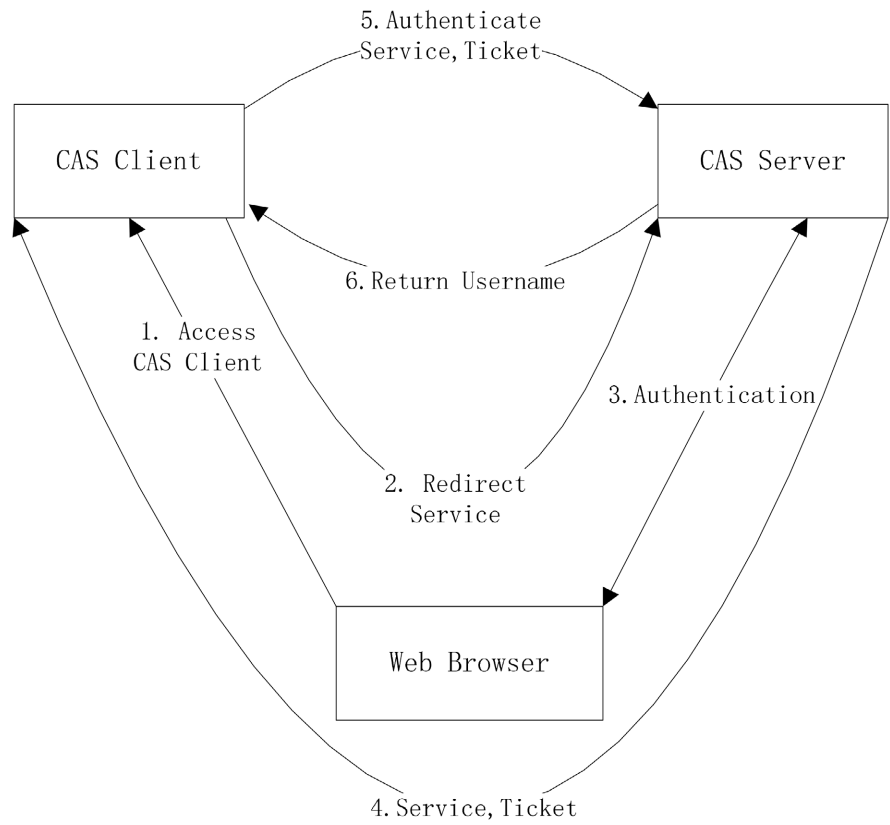 5.Authenticate
Service,Ticket
CAS Client
CAS Server
6.Return Username
1. Access
CAS Client
3.Authentication
2. Redirect
Service
Web Browser
4.Service,Ticket